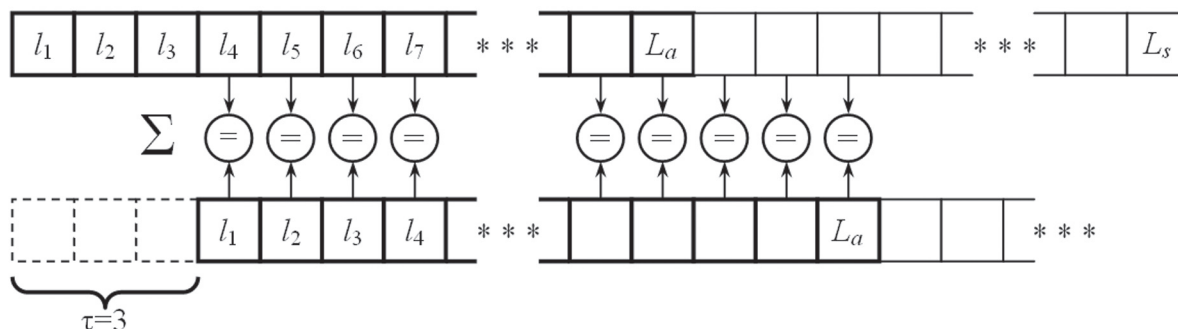 l₁ l₂ l₃ l₄ l₅ l₆ l₇ * * * Lₐ * * * Lₛ
Σ = = = = = = = = =
l₁ l₂ l₃ l₄ * * * Lₐ * * *
τ=3